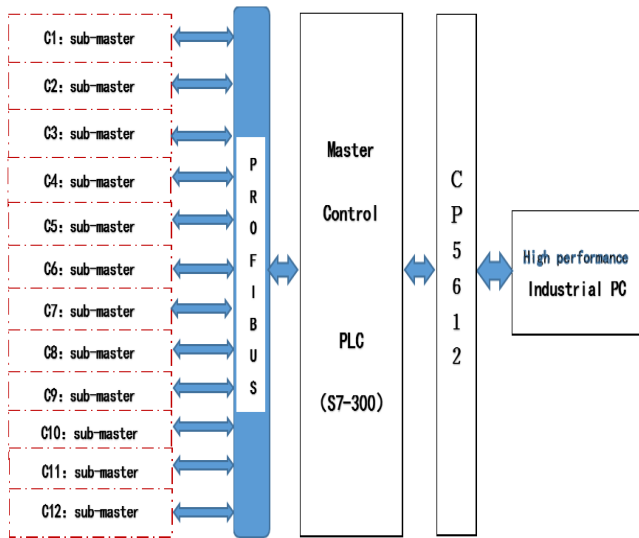 C1: sub-master
C2: sub-master
C3: sub-master
C4: sub-master
C5: sub-master
C6: sub-master
C7: sub-master
C8: sub-master
C9: sub-master
C10: sub-master
C11: sub-master
C12: sub-master
PROFIBUS
Master
Control
PLC
(S7-300)
CP5612
High performance
Industrial PC